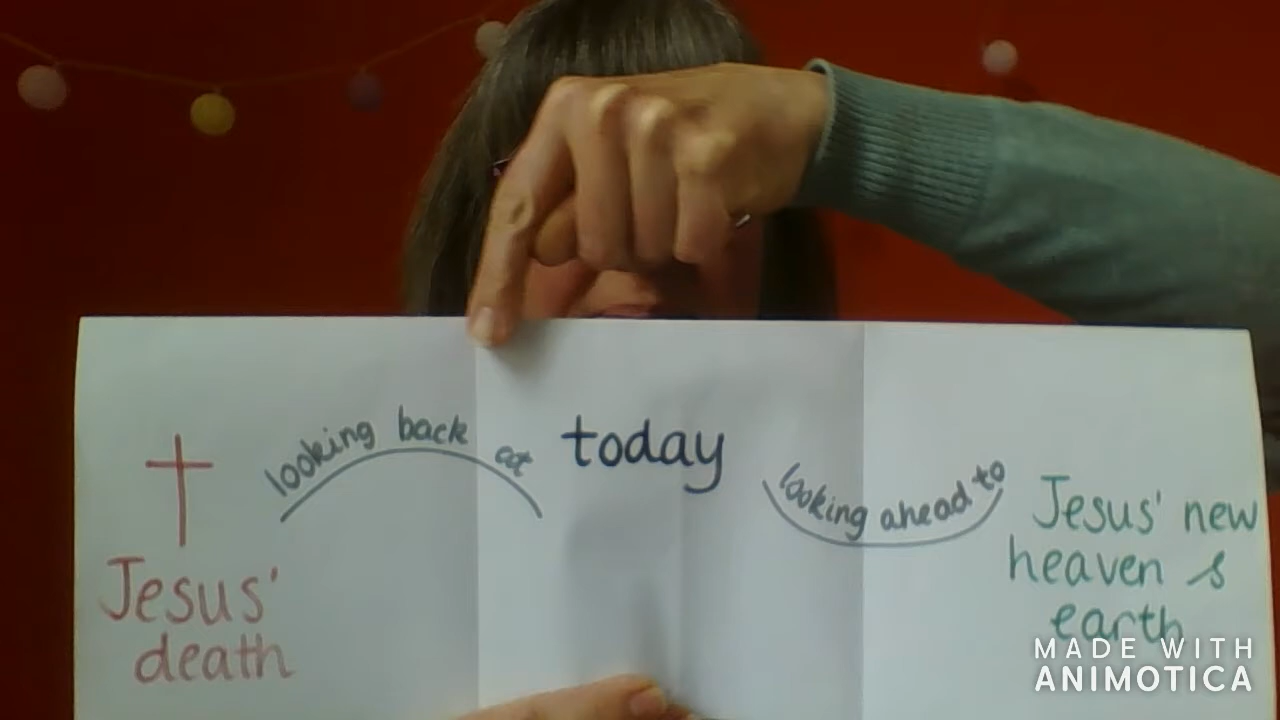 Jesus'
death
looking back at
today
looking ahead to
Jesus' new
heaven &
earth
MADE WITH
ANIMOTICA